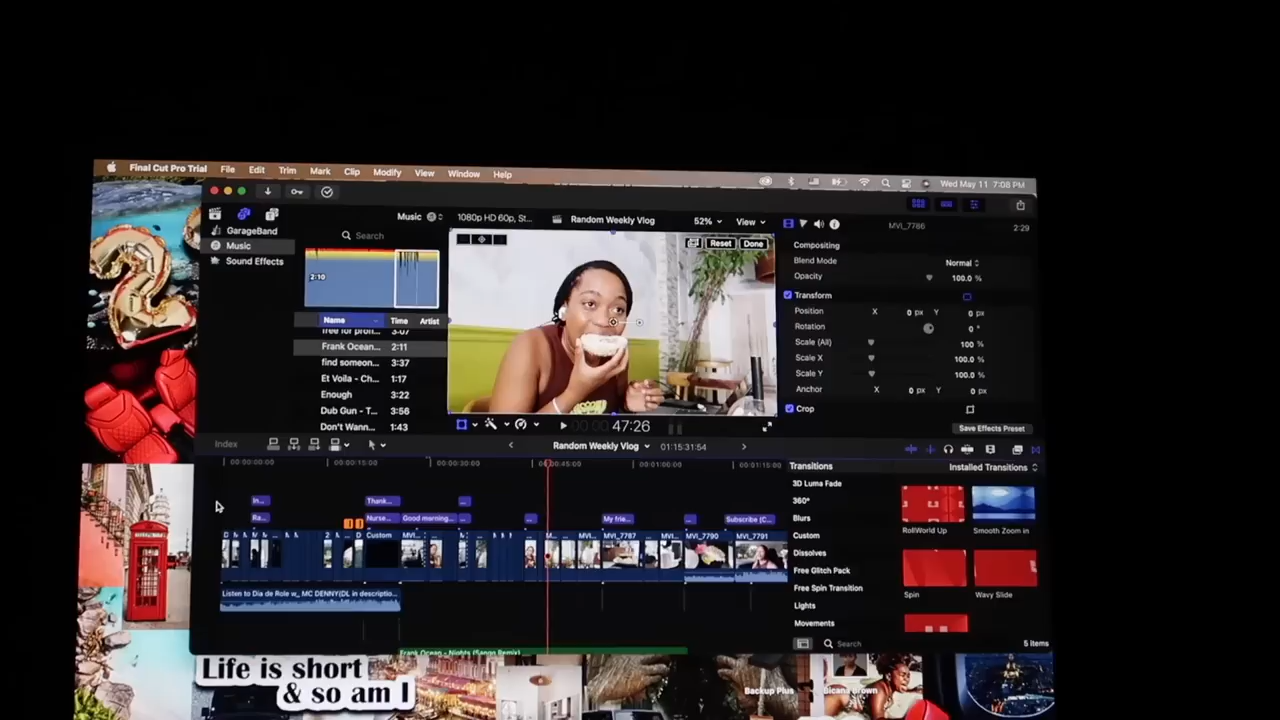 Final Cut Pro Trial File Edit Trim Mark Clip Modify View Window Help Wed May 11 7:08 PM
Music 1080p HD 60p, St... Random Weekly Vlog 52% View MVI_7786 2:29
GarageBand
Music
Sound Effects
Search
2:10
Name Time Artist
free for pron... 3:07
Frank Ocean... 2:11
find someon... 3:37
Et Voila - Ch... 1:17
Enough 3:22
Dub Gun - T... 3:56
Don't Wann... 1:43
Reset Done
47:26
Compositing
Blend Mode Normal
Opacity 100.0 %
Transform
Position X 0 px Y 0 px
Rotation 0 °
Scale (All) 100 %
Scale X 100.0 %
Scale Y 100.0 %
Anchor X 0 px Y 0 px
Crop
Save Effects Preset
Index Random Weekly Vlog 01:15:31:54
00:00:00:00 00:00:15:00 00:00:30:00 00:00:45:00 00:01:00:00 00:01:15:00
In... Thank... ...
Ra... Nurse... Good morning... ... My frie... ... Subscribe (C...
Custom MVI... MVI_7787 MVI... MVI_7790 MVI_7791
Listen to Dia de Role w_ MC DENNY(DL in descriptio...
Frank Ocean - Nights (Sango Remix)
Transitions Installed Transitions
3D Luma Fade
360°
Blurs
Custom
Dissolves
Free Glitch Pack
Free Spin Transition
Lights
Movements
RollWorld Up Smooth Zoom in
Spin Wavy Slide
Search 5 items
Life is short
& so am I
Backup Plus Bicana Brown